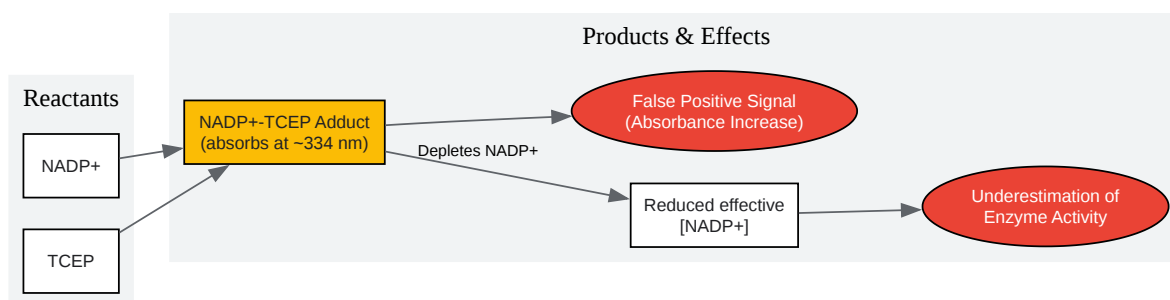 Products & Effects
Reactants
NADP+
TCEP
NADP+-TCEP Adduct
(absorbs at ~334 nm)
False Positive Signal
(Absorbance Increase)
Depletes NADP+
Reduced effective
[NADP+]
Underestimation of
Enzyme Activity